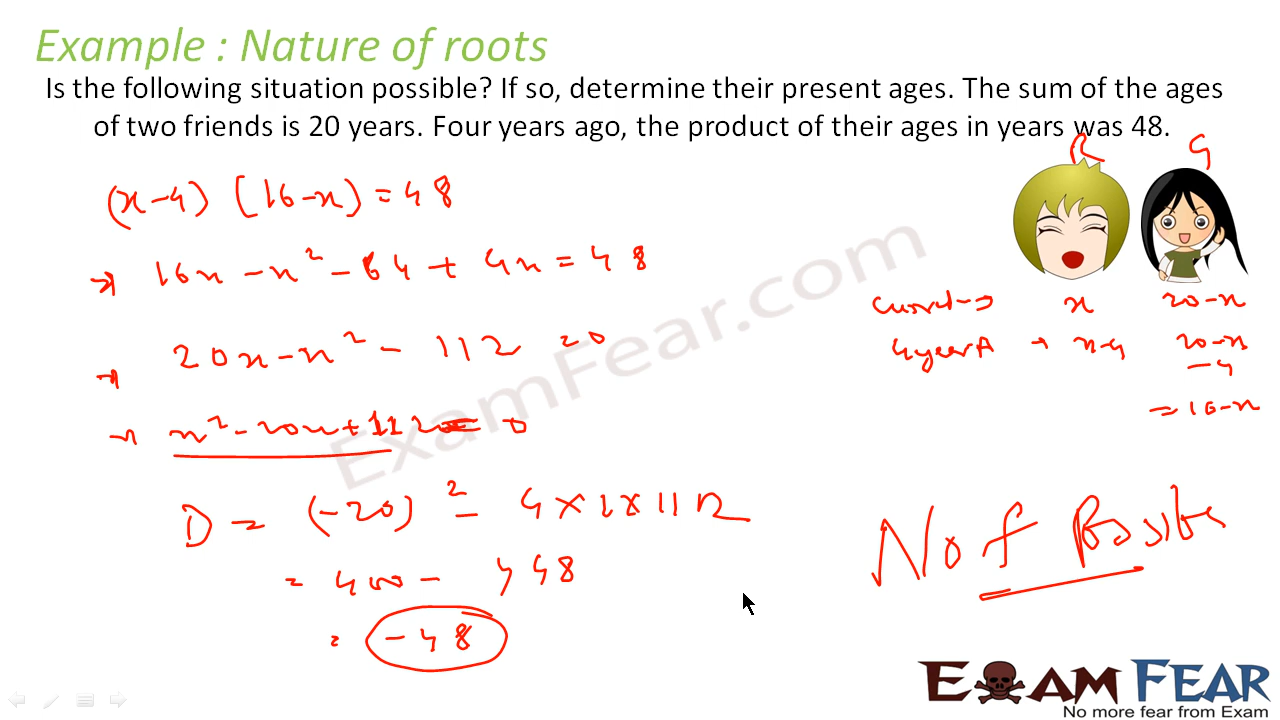 Example : Nature of roots
Is the following situation possible? If so, determine their present ages. The sum of the ages
of two friends is 20 years. Four years ago, the product of their ages in years was 48.
R G
(x-4) (16-x) = 48
→ 16x - x² - 64 + 4x = 48
current → x 20-x
4yearA → x-4 20-x
-4
= 16-x
→ 20x - x² - 112 = 0
→ x² - 20x + 112 = 0
D = (-20)² - 4×1×112
= 400 - 448
= -48
Not Possible
ExamFear.com
EXAM FEAR
No more fear from Exam